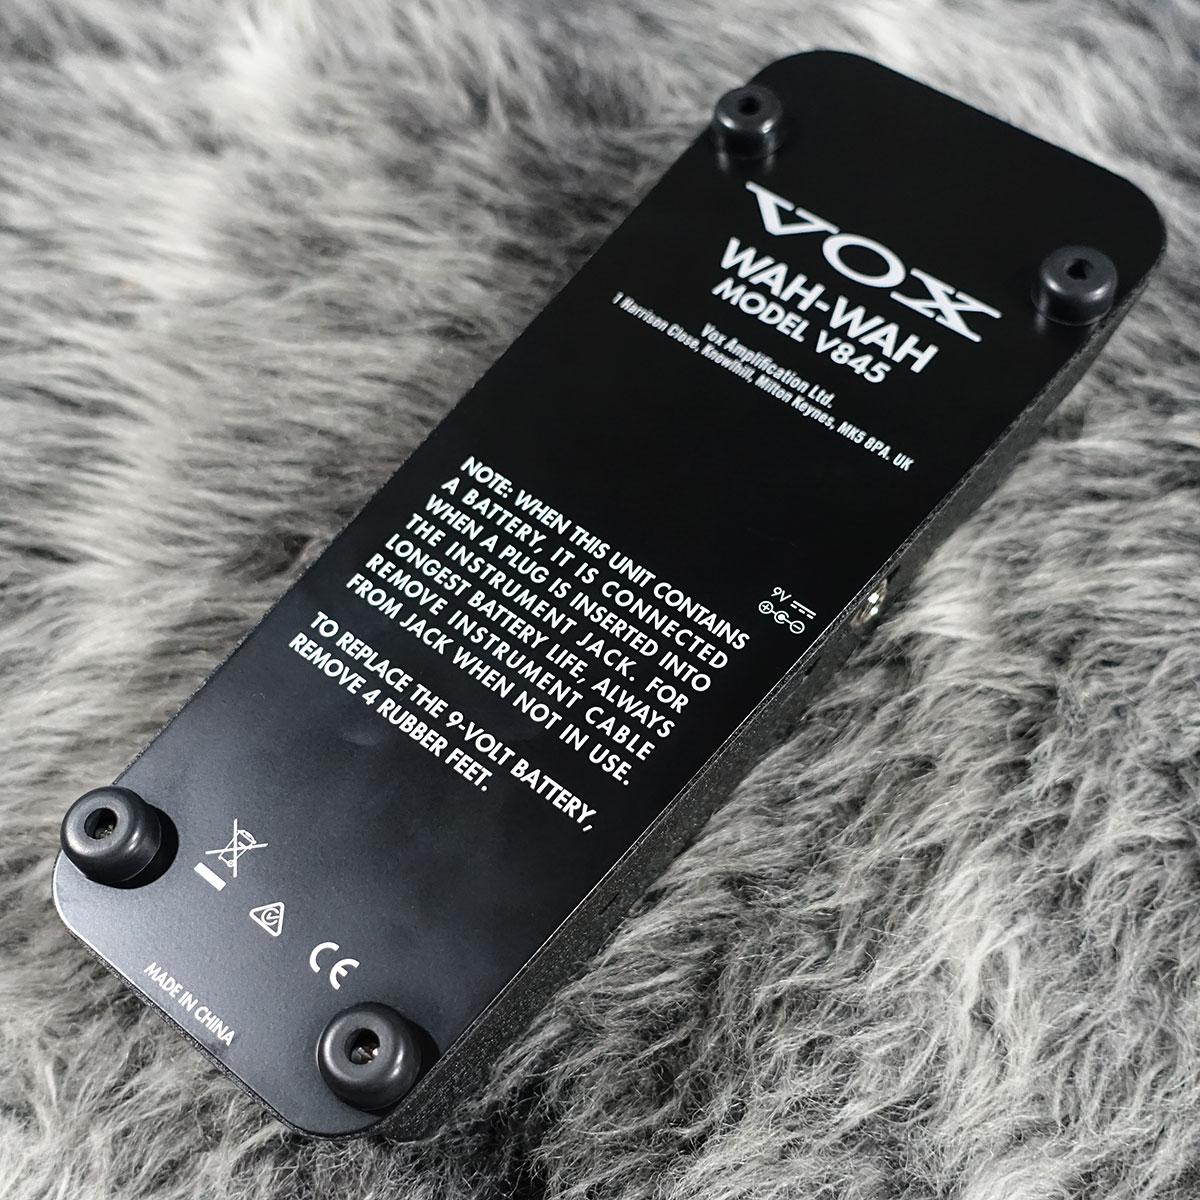 VOX
WAH-WAH
MODEL V845
Vox Amplification Ltd.
1 Harrison Close, Knowlhill, Milton Keynes, MK5 8PA. UK
NOTE: WHEN THIS UNIT CONTAINS
A BATTERY, IT IS CONNECTED
WHEN A PLUG IS INSERTED INTO
THE INSTRUMENT JACK. FOR
LONGEST BATTERY LIFE, ALWAYS
REMOVE INSTRUMENT CABLE
FROM JACK WHEN NOT IN USE.
TO REPLACE THE 9-VOLT BATTERY,
REMOVE 4 RUBBER FEET.
9V
CE
MADE IN CHINA